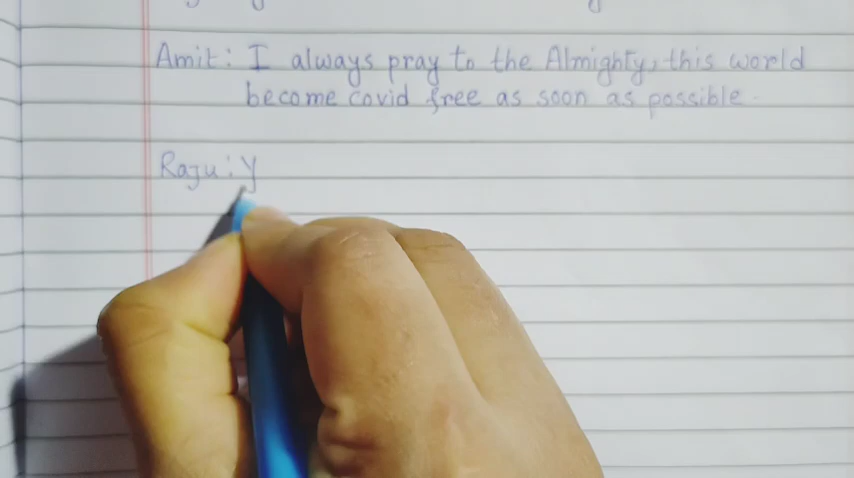 Amit: I always pray to the Almighty, this world
become covid free as soon as possible.
Raju: Y